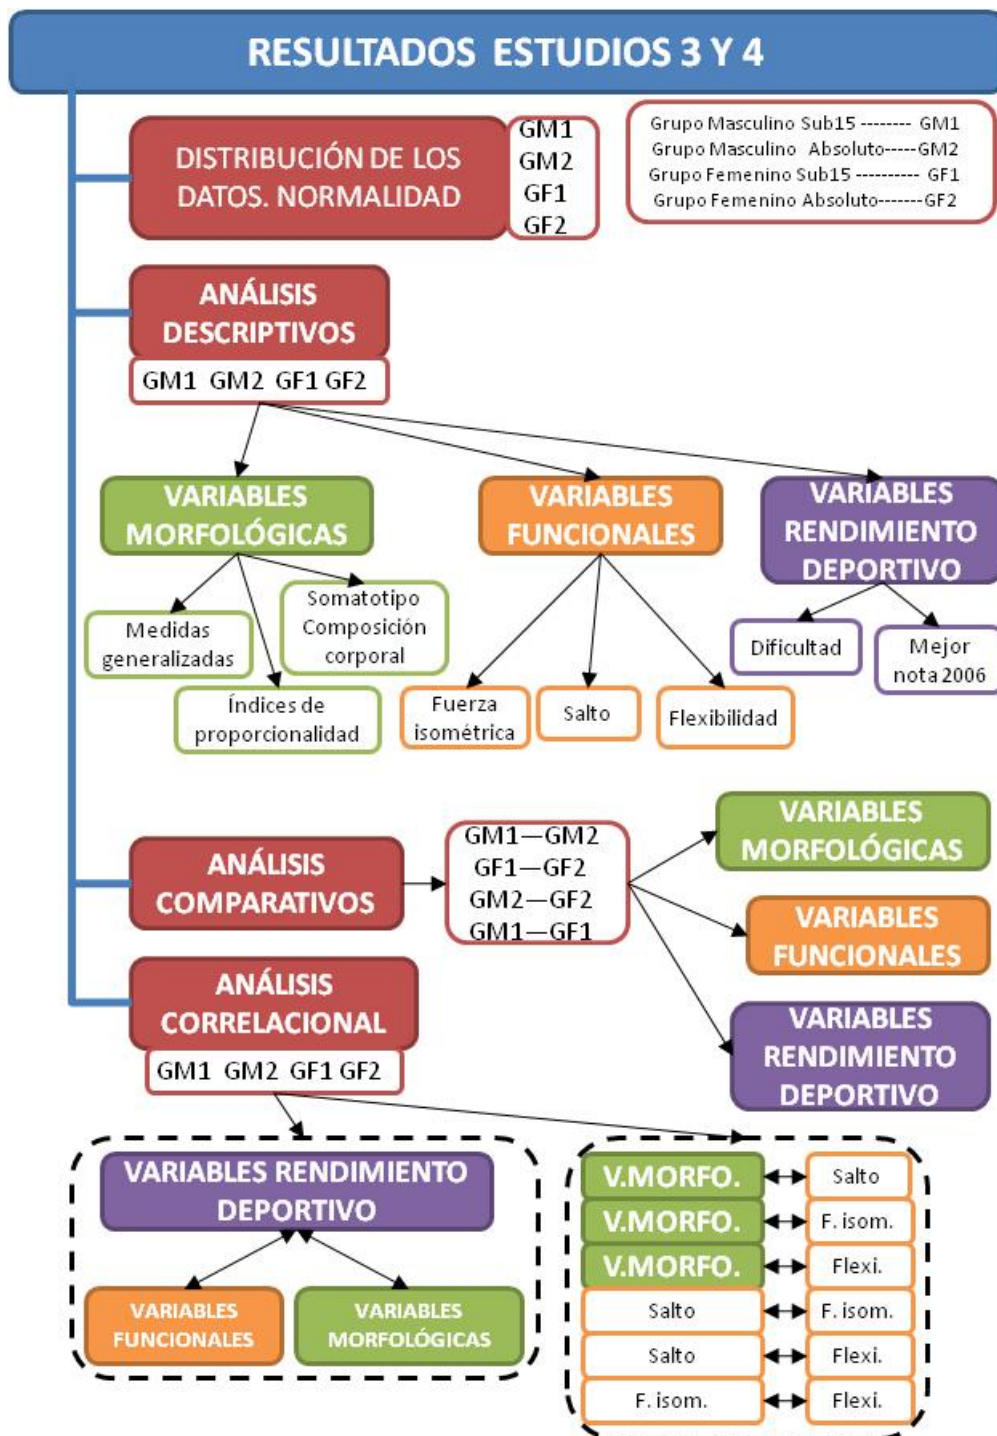 RESULTADOS ESTUDIOS 3 Y 4
DISTRIBUCIÓN DE LOS
DATOS. NORMALIDAD
GM1
GM2
GF1
GF2
Grupo Masculino Sub15 -------- GM1
Grupo Masculino Absoluto-----GM2
Grupo Femenino Sub15 --------- GF1
Grupo Femenino Absoluto-------GF2
ANÁLISIS
DESCRIPTIVOS
GM1 GM2 GF1 GF2
VARIABLES
MORFOLÓGICAS
VARIABLES
FUNCIONALES
VARIABLES
RENDIMIENTO
DEPORTIVO
Medidas
generalizadas
Somatotipo
Composición
corporal
Índices de
proporcionalidad
Fuerza
isométrica
Salto
Flexibilidad
Dificultad
Mejor
nota 2006
ANÁLISIS
COMPARATIVOS
GM1—GM2
GF1—GF2
GM2—GF2
GM1—GF1
VARIABLES
MORFOLÓGICAS
VARIABLES
FUNCIONALES
VARIABLES
RENDIMIENTO
DEPORTIVO
ANÁLISIS
CORRELACIONAL
GM1 GM2 GF1 GF2
VARIABLES RENDIMIENTO
DEPORTIVO
VARIABLES
FUNCIONALES
VARIABLES
MORFOLÓGICAS
V.MORFO. Salto
V.MORFO. F. isom.
V.MORFO. Flexi.
Salto F. isom.
Salto Flexi.
F. isom. Flexi.